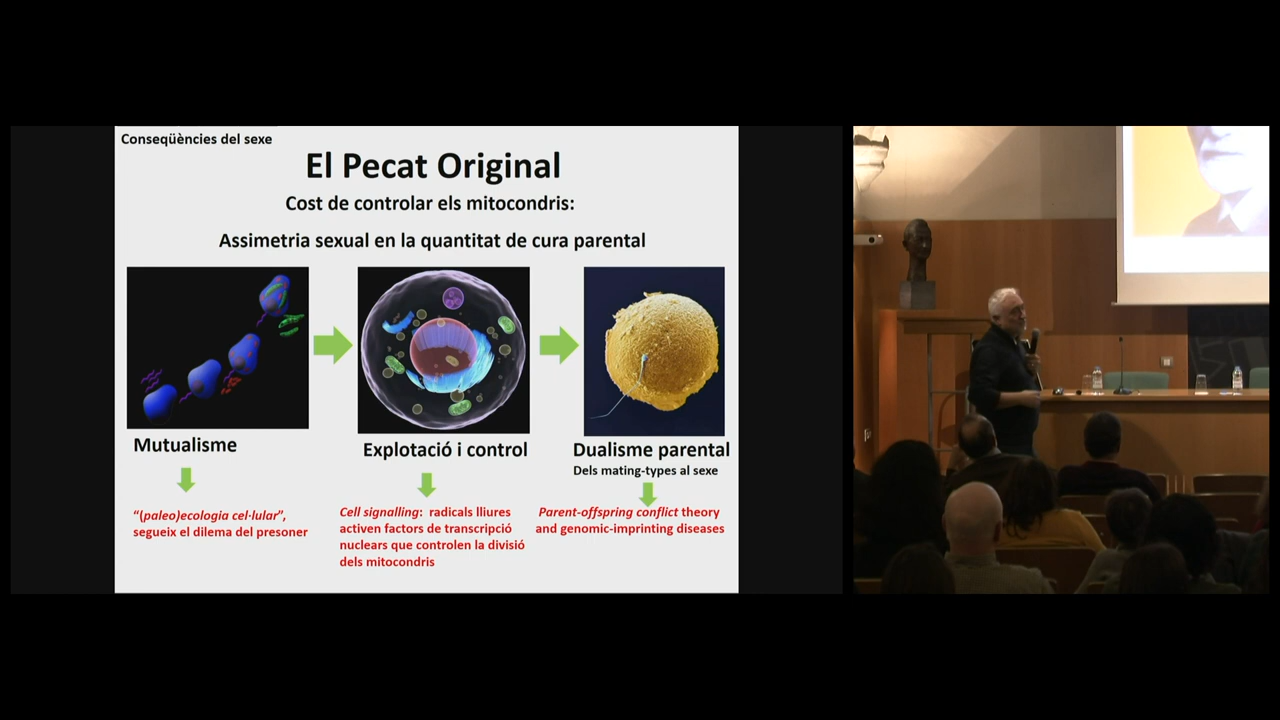 Conseqüències del sexe
El Pecat Original
Cost de controlar els mitocondris:
Assimetria sexual en la quantitat de cura parental
Mutualisme
Explotació i control
Dualisme parental
Dels mating-types al sexe
“(paleo)ecologia cel·lular”,
segueix el dilema del presoner
Cell signalling: radicals lliures
activen factors de transcripció
nuclears que controlen la divisió
dels mitocondris
Parent-offspring conflict theory
and genomic-imprinting diseases